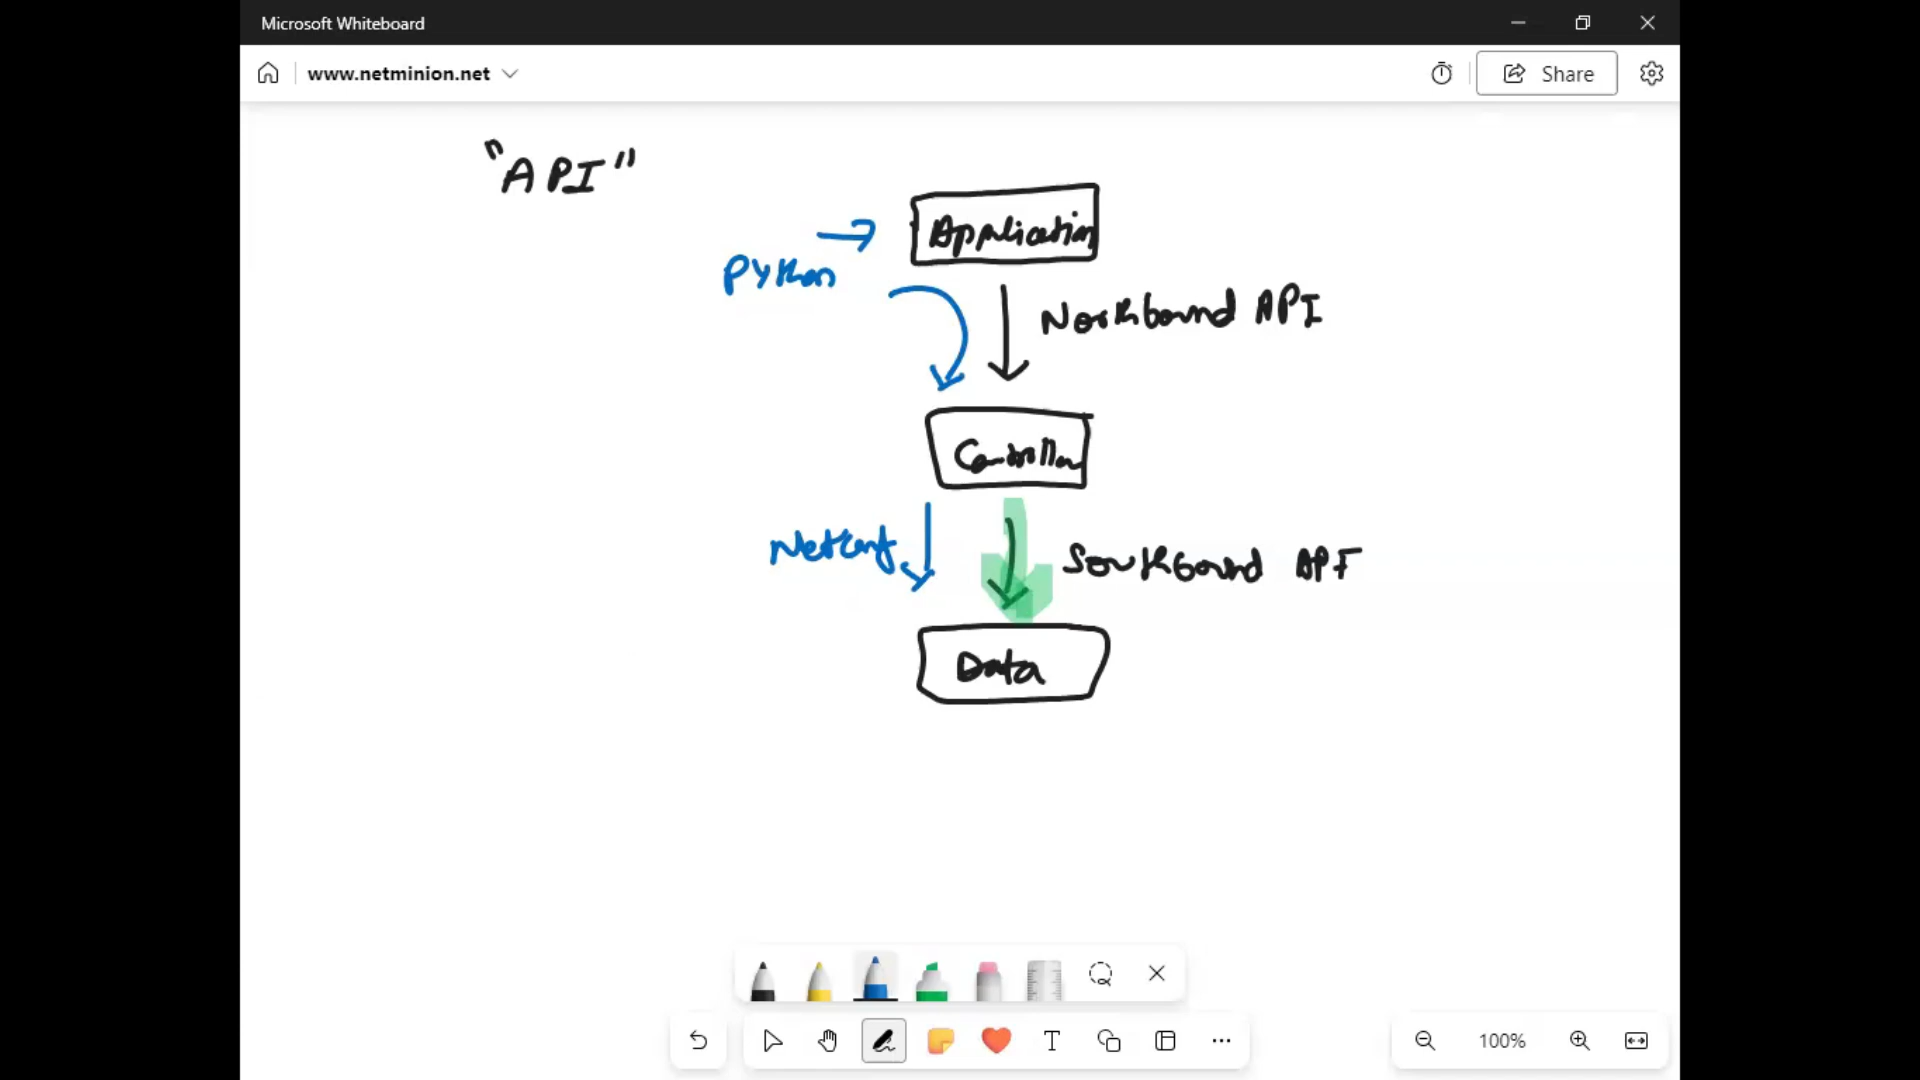 Microsoft Whiteboard
www.netminion.net
Share
"API"
Application
Python
Northbound API
Controller
Netconf
Southbound API
Data
100%